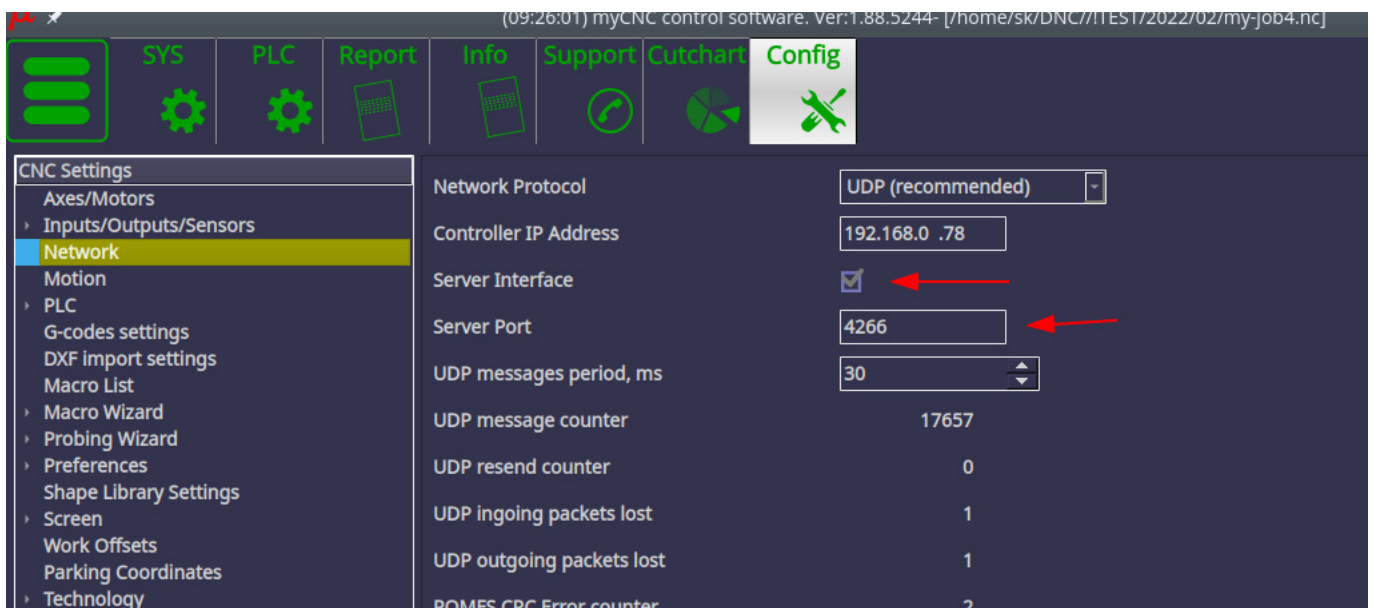 (09:26:01) myCNC control software. Ver:1.88.5244- [/home/sk/DNC//!TEST/2022/02/my-job4.nc]
SYS PLC Report Info Support Cutchart Config
CNC Settings
Axes/Motors
Inputs/Outputs/Sensors
Network
Motion
PLC
G-codes settings
DXF import settings
Macro List
Macro Wizard
Probing Wizard
Preferences
Shape Library Settings
Screen
Work Offsets
Parking Coordinates
Technology
Network Protocol UDP (recommended)
Controller IP Address 192.168.0 .78
Server Interface
Server Port 4266
UDP messages period, ms 30
UDP message counter 17657
UDP resend counter 0
UDP ingoing packets lost 1
UDP outgoing packets lost 1
POMES CRC Error counter 2